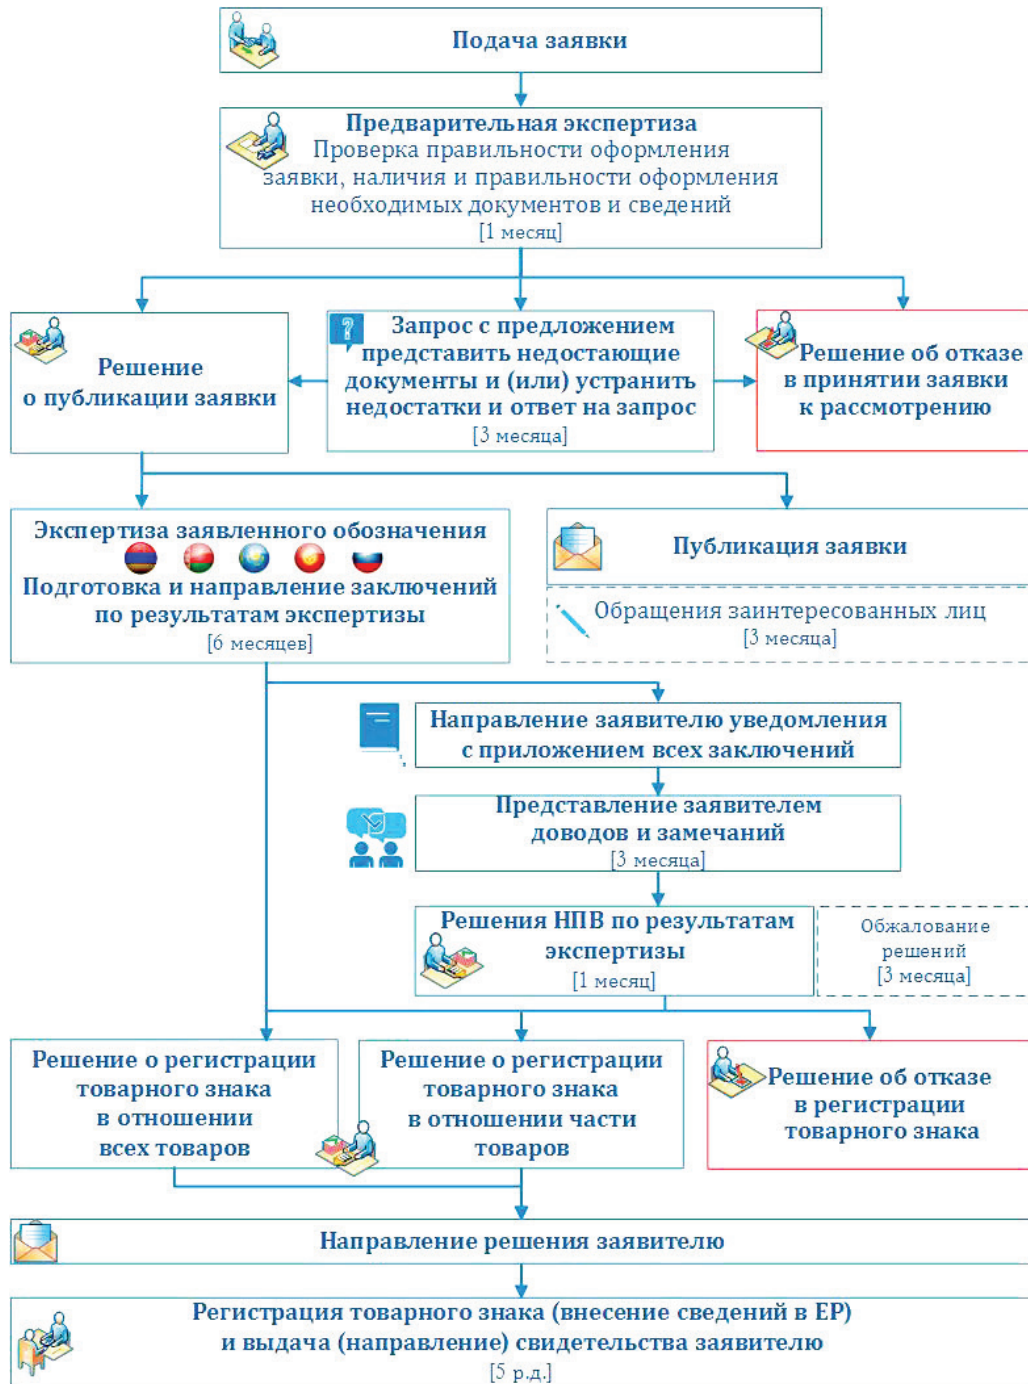 Подача заявки
Предварительная экспертиза
Проверка правильности оформления
заявки, наличия и правильности оформления
необходимых документов и сведений
[1 месяц]
Решение
о публикации заявки
?
Запрос с предложением
представить недостающие
документы и (или) устранить
недостатки и ответ на запрос
[3 месяца]
Решение об отказе
в принятии заявки
к рассмотрению
Экспертиза заявленного обозначения
Подготовка и направление заключений
по результатам экспертизы
[6 месяцев]
Публикация заявки
Обращения заинтересованных лиц
[3 месяца]
Направление заявителю уведомления
с приложением всех заключений
Представление заявителем
доводов и замечаний
[3 месяца]
Решения НПВ по результатам
экспертизы
[1 месяц]
Обжалование
решений
[3 месяца]
Решение о регистрации
товарного знака
в отношении
всех товаров
Решение о регистрации
товарного знака
в отношении части
товаров
Решение об отказе
в регистрации
товарного знака
Направление решения заявителю
Регистрация товарного знака (внесение сведений в ЕР)
и выдача (направление) свидетельства заявителю
[5 р.д.]